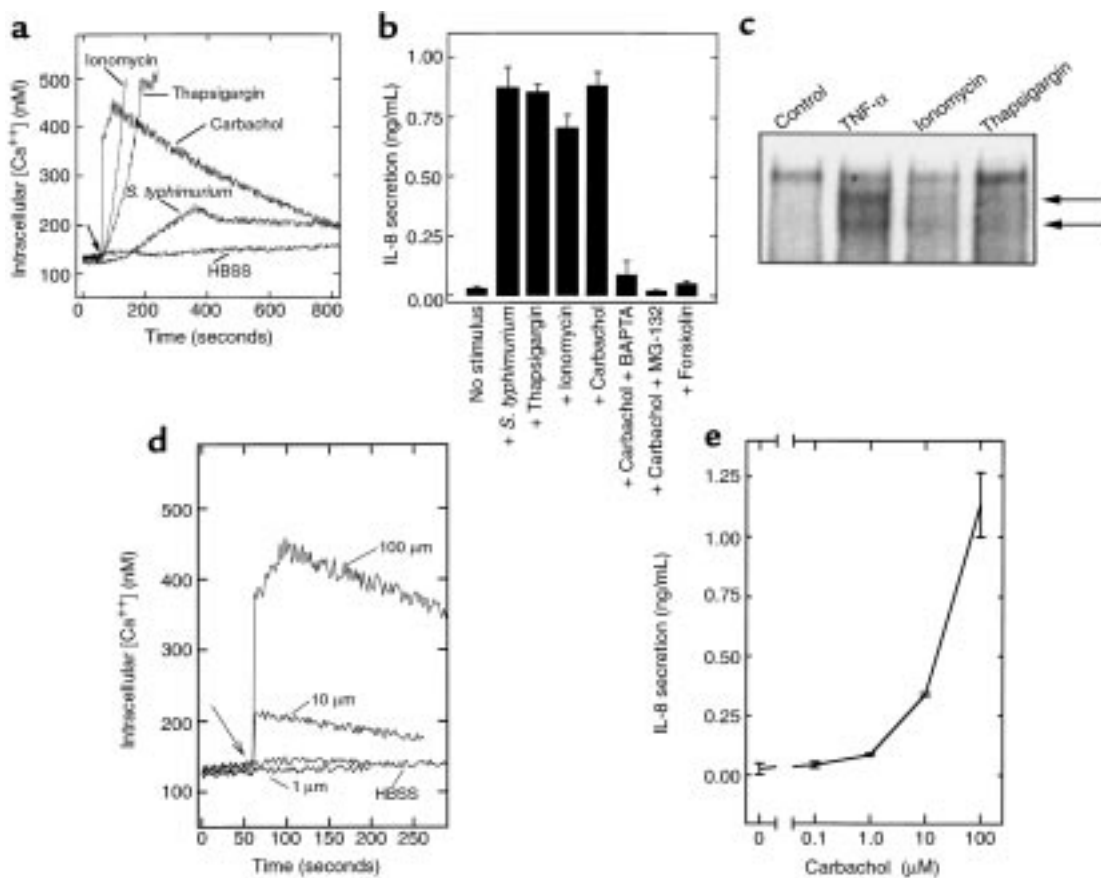 a
Intracellular [Ca++] (nM)
500
400
300
200
100
Ionomycin
Thapsigargin
Carbachol
S. typhimurium
HBSS
0 200 400 600 800
Time (seconds)
b
IL-8 secretion (ng/mL)
1.00
0.75
0.50
0.25
0.00
No stimulus
+ S. typhimurium
+ Thapsigargin
+ Ionomycin
+ Carbachol
+ Carbachol + BAPTA
+ Carbachol + MG-132
+ Forskolin
c
Control
TNF-α
Ionomycin
Thapsigargin
d
Intracellular [Ca++] (nM)
500
400
300
200
100
100 μm
10 μm
1 μm
HBSS
0 50 100 150 200 250
Time (seconds)
e
IL-8 secretion (ng/mL)
1.25
1.00
0.75
0.50
0.25
0.00
0 0.1 1.0 10 100
Carbachol (μM)